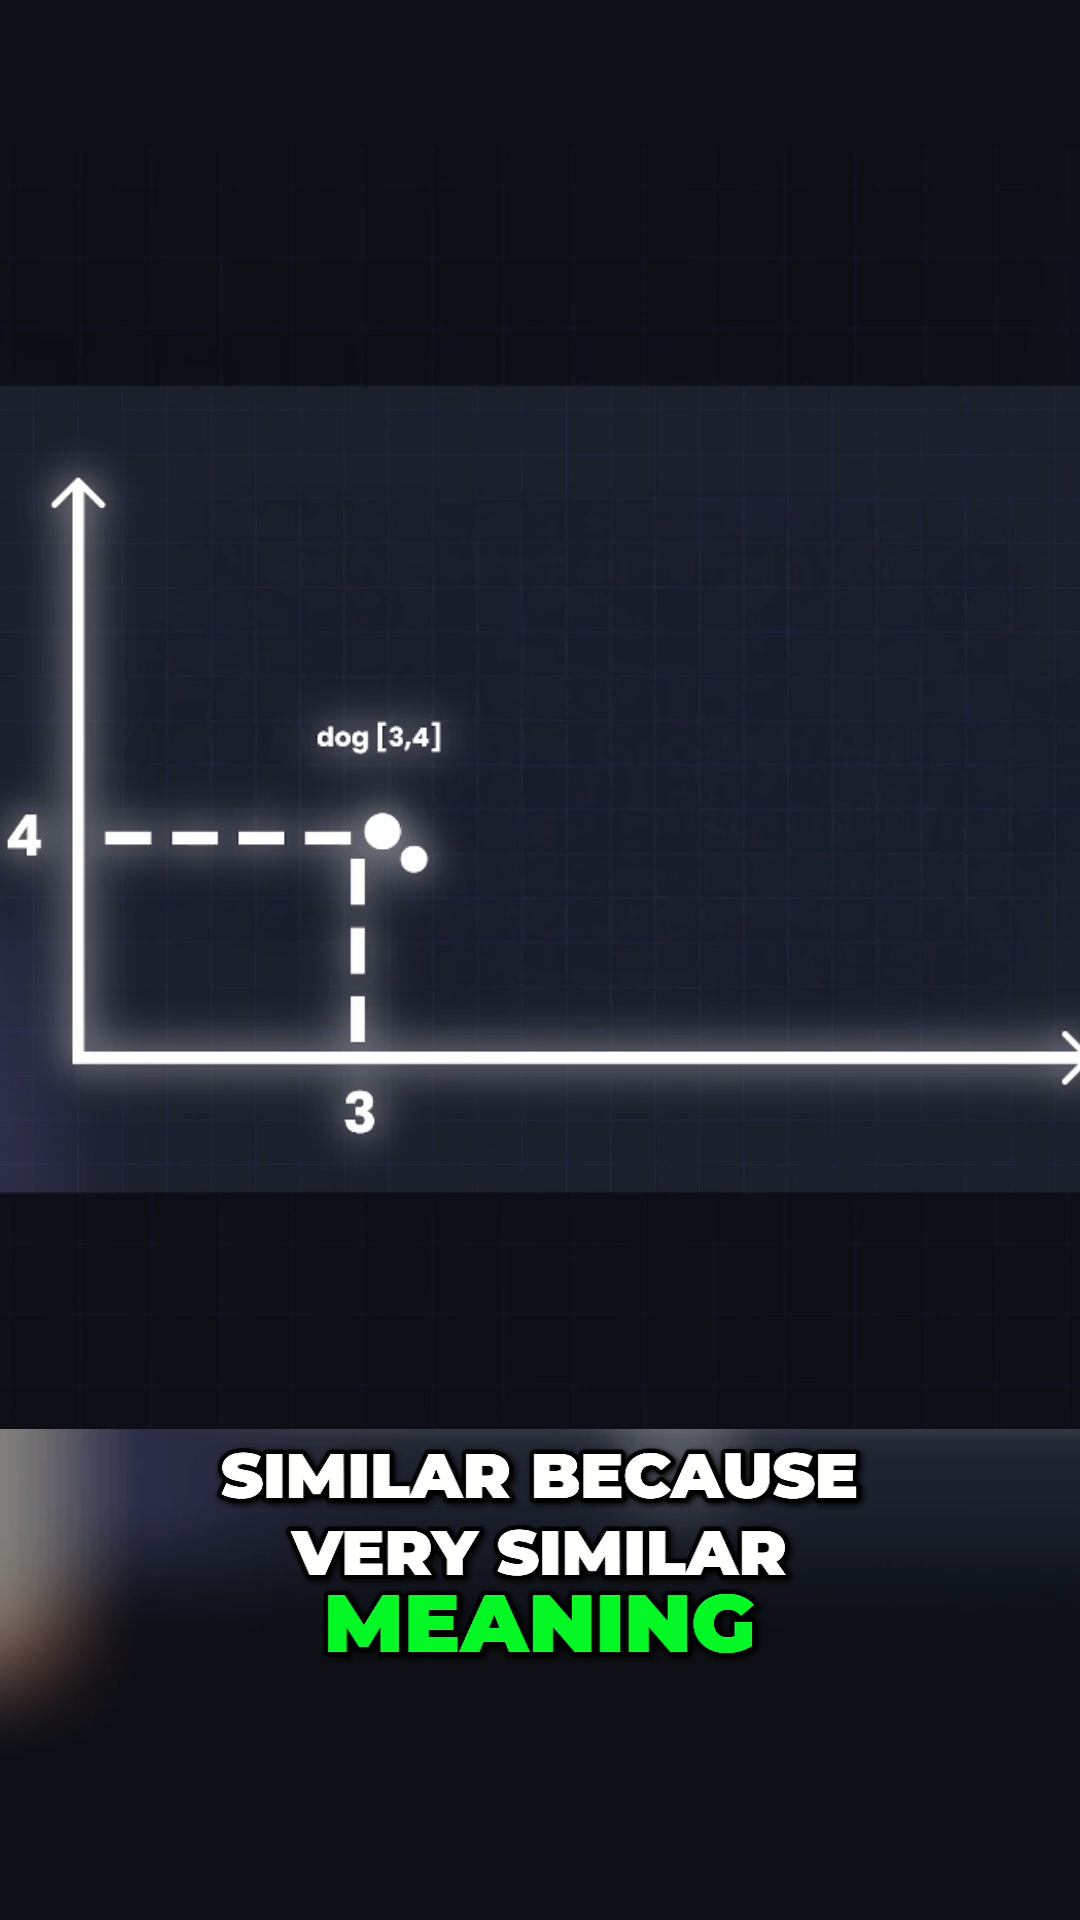 dog [3,4]
4
3
SIMILAR BECAUSE
VERY SIMILAR
MEANING